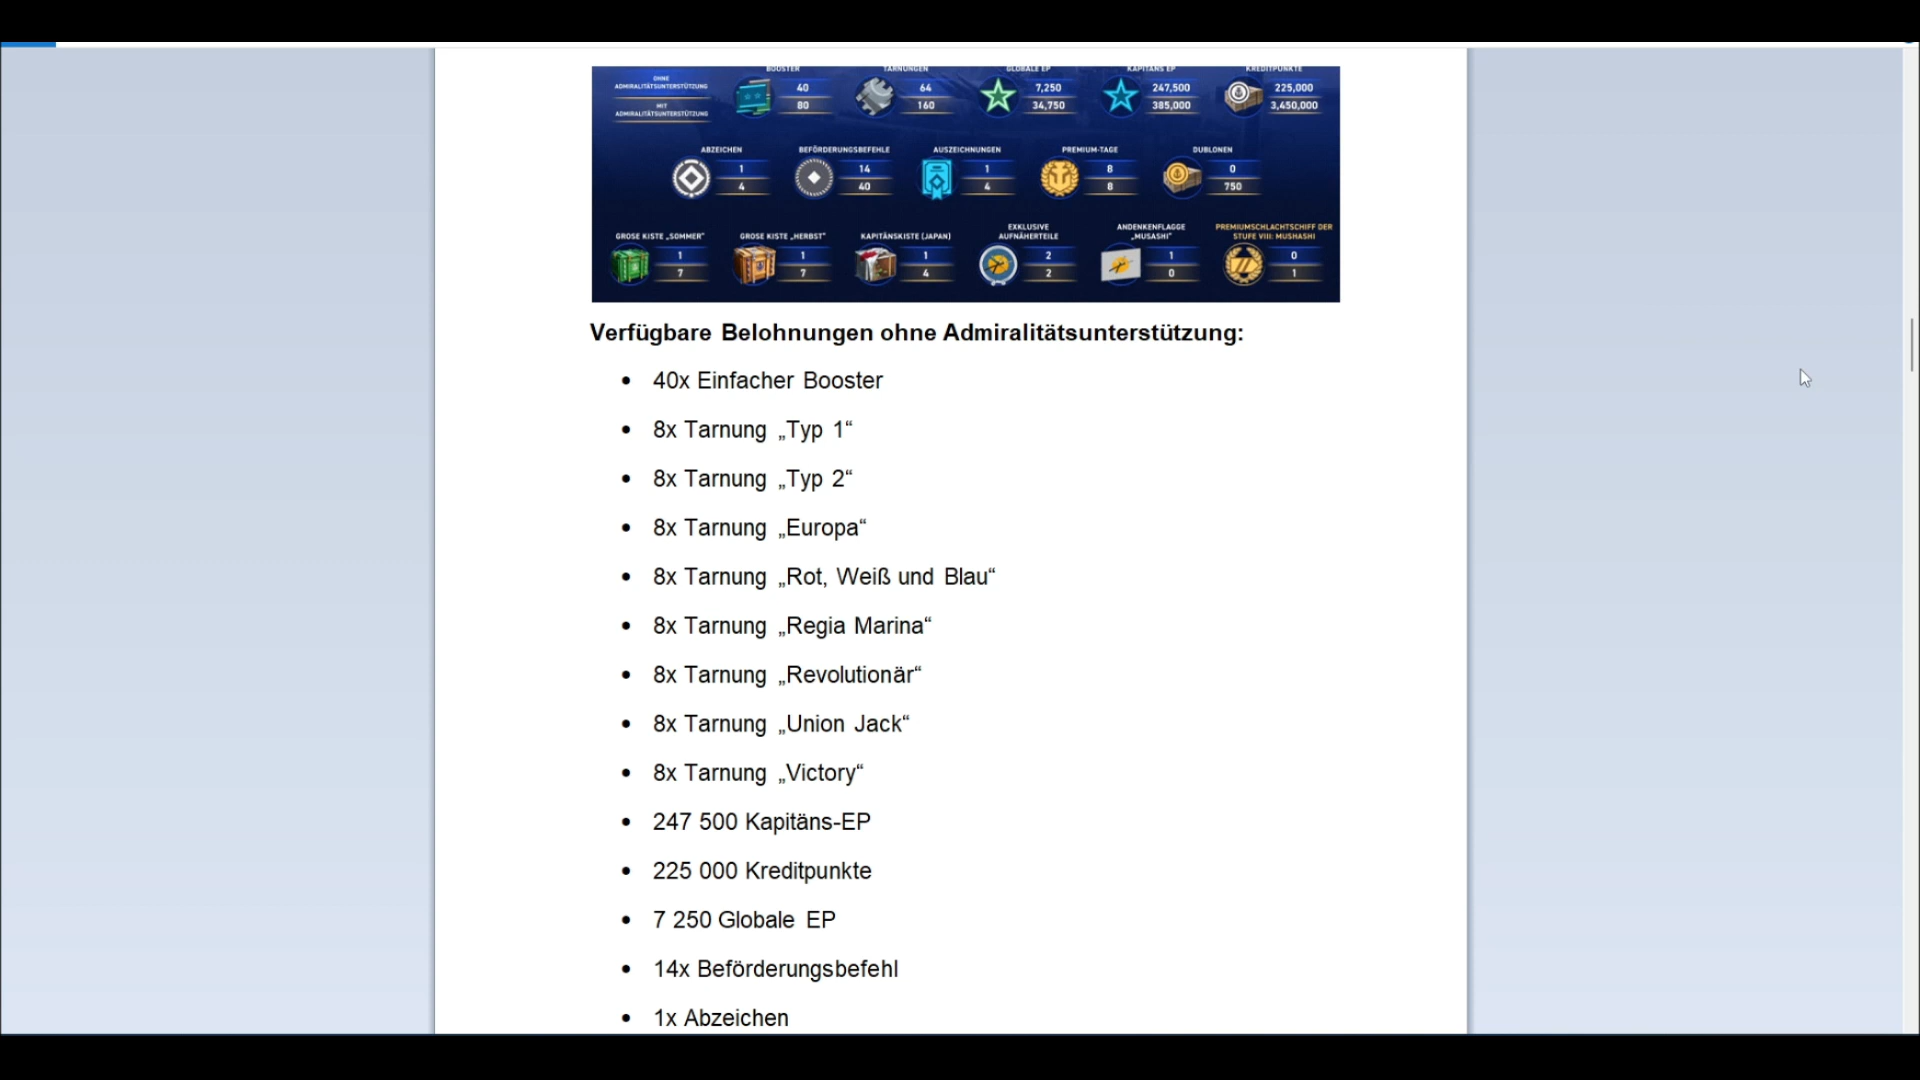 BOOSTER TARNUNGEN GLOBALE EP KAPITÄNS EP KREDITPUNKTE
OHNE
ADMIRALITÄTSUNTERSTÜTZUNG
40 64 7,250 247,500 225,000
MIT
ADMIRALITÄTSUNTERSTÜTZUNG
80 160 34,750 385,000 3,450,000
ABZEICHEN BEFÖRDERUNGSBEFEHLE AUSZEICHNUNGEN PREMIUM-TAGE DUBLONEN
1 14 1 8 0
4 40 4 8 750
GROSE KISTE „SOMMER“ GROSE KISTE „HERBST“ KAPITÄNSKISTE (JAPAN)
EXKLUSIVE
AUFNÄHERTEILE
ANDENKENFLAGGE
„MUSASHI“
PREMIUMSCHLACHTSCHIFF DER
STUFE VIII: MUSHASHI
1 1 1 2 1 0
7 7 4 2 0 1
Verfügbare Belohnungen ohne Admiralitätsunterstützung:
• 40x Einfacher Booster
• 8x Tarnung „Typ 1“
• 8x Tarnung „Typ 2“
• 8x Tarnung „Europa“
• 8x Tarnung „Rot, Weiß und Blau“
• 8x Tarnung „Regia Marina“
• 8x Tarnung „Revolutionär“
• 8x Tarnung „Union Jack“
• 8x Tarnung „Victory“
• 247 500 Kapitäns-EP
• 225 000 Kreditpunkte
• 7 250 Globale EP
• 14x Beförderungsbefehl
• 1x Abzeichen